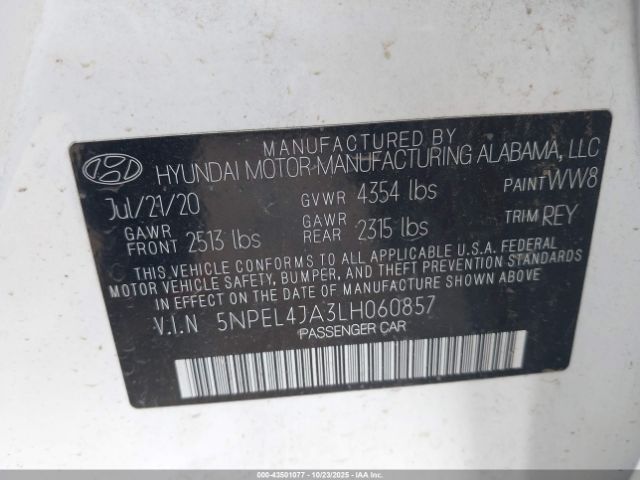 MANUFACTURED BY
HYUNDAI MOTOR MANUFACTURING ALABAMA, LLC
Jul/21/20 GVWR 4354 lbs PAINT WW8
GAWR FRONT 2513 lbs GAWR REAR 2315 lbs TRIM REY
THIS VEHICLE CONFORMS TO ALL APPLICABLE U.S.A. FEDERAL
MOTOR VEHICLE SAFETY, BUMPER, AND THEFT PREVENTION STANDARDS
IN EFFECT ON THE DATE OF MANUFACTURE SHOWN ABOVE
V.I.N 5NPEL4JA3LH060857
PASSENGER CAR
000-43501077 - 10/23/2025 - IAAI.COM